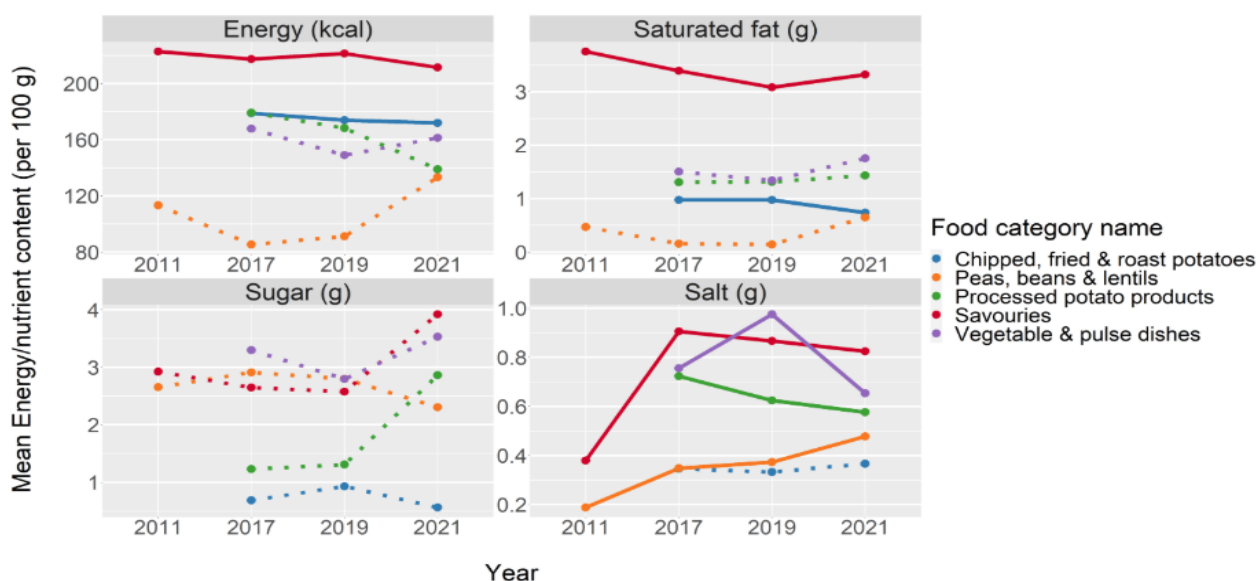 Energy (kcal)
Saturated fat (g)
200
160
120
80
3
2
1
0
2011 2017 2019 2021
2011 2017 2019 2021
Sugar (g)
Salt (g)
4
3
2
1
1.0
0.8
0.6
0.4
0.2
2011 2017 2019 2021
2011 2017 2019 2021
Mean Energy/nutrient content (per 100 g)
Year
Food category name
Chipped, fried & roast potatoes
Peas, beans & lentils
Processed potato products
Savouries
Vegetable & pulse dishes